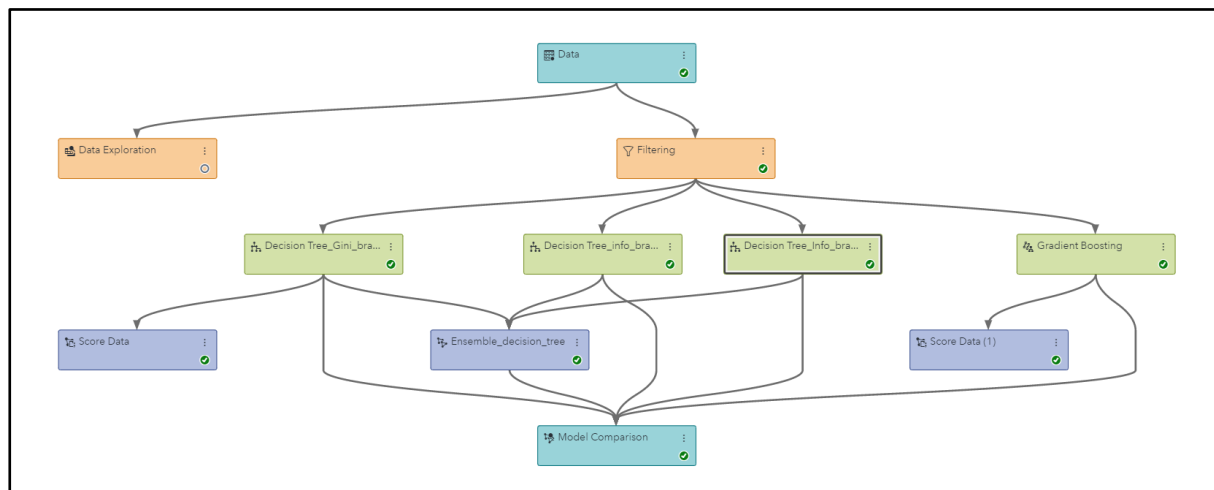 Data
Data Exploration
Filtering
Decision Tree_Gini_bra...
Decision Tree_info_bra...
Decision Tree_Info_bra...
Gradient Boosting
Score Data
Ensemble_decision_tree
Score Data (1)
Model Comparison